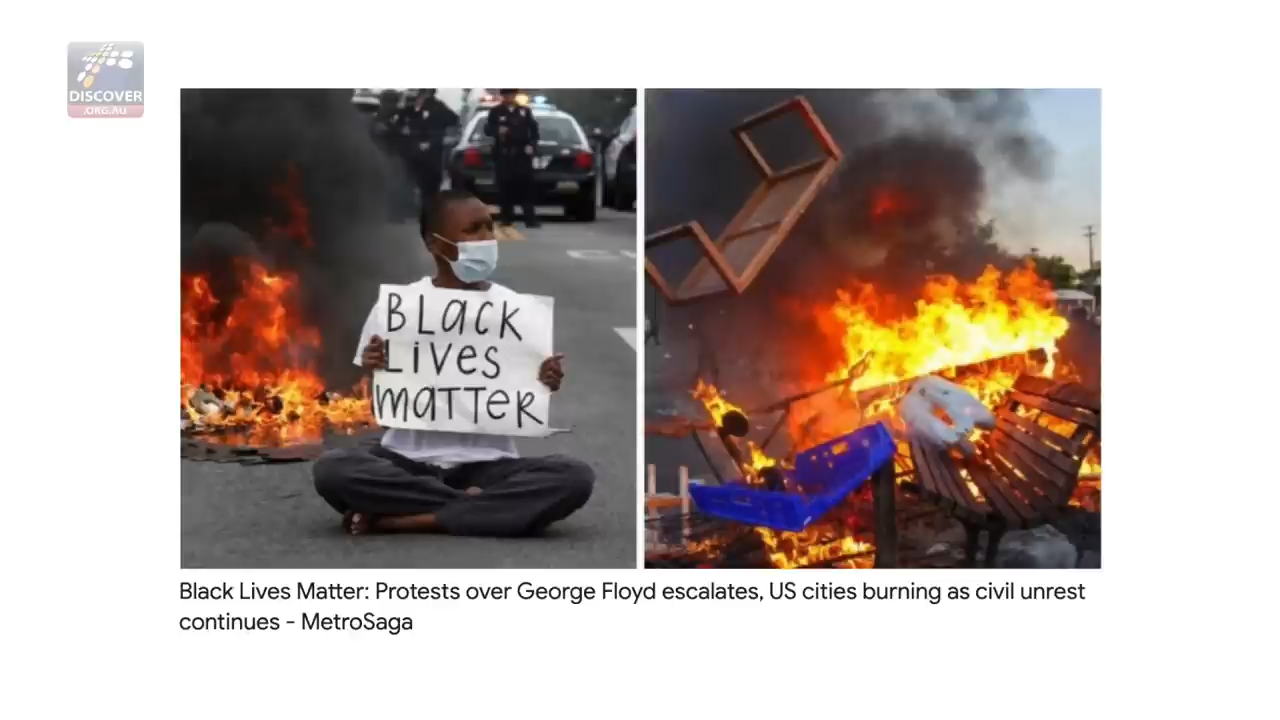 DISCOVER
.ORG.AU
BLack
Lives
maTTer
Black Lives Matter: Protests over George Floyd escalates, US cities burning as civil unrest
continues - MetroSaga